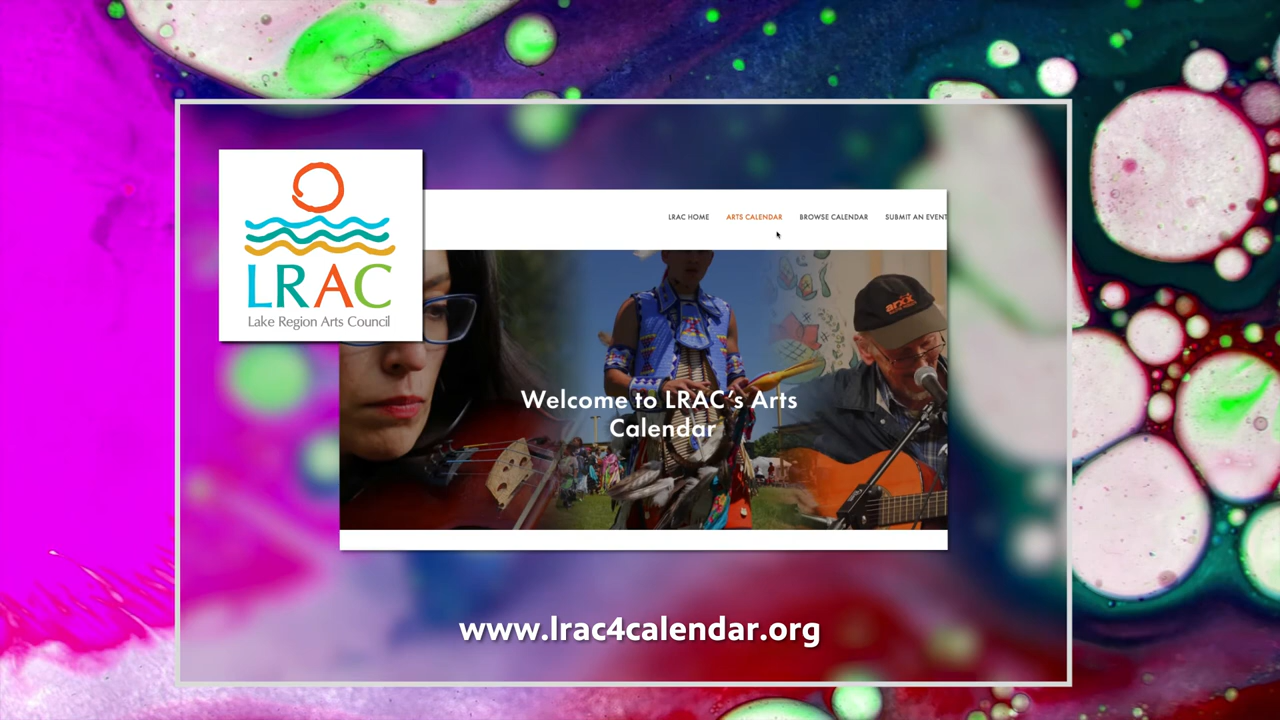 LRAC
Lake Region Arts Council
LRAC HOME ARTS CALENDAR BROWSE CALENDAR SUBMIT AN EVENT
arxx
Welcome to LRAC's Arts
Calendar
www.lrac4calendar.org